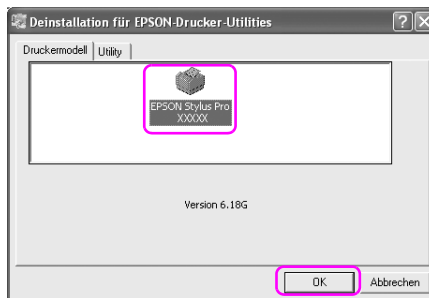 Deinstallation für EPSON-Drucker-Utilities
Druckermodell Utility
EPSON Stylus Pro
XXXXX
Version 6.18G
OK Abbrechen